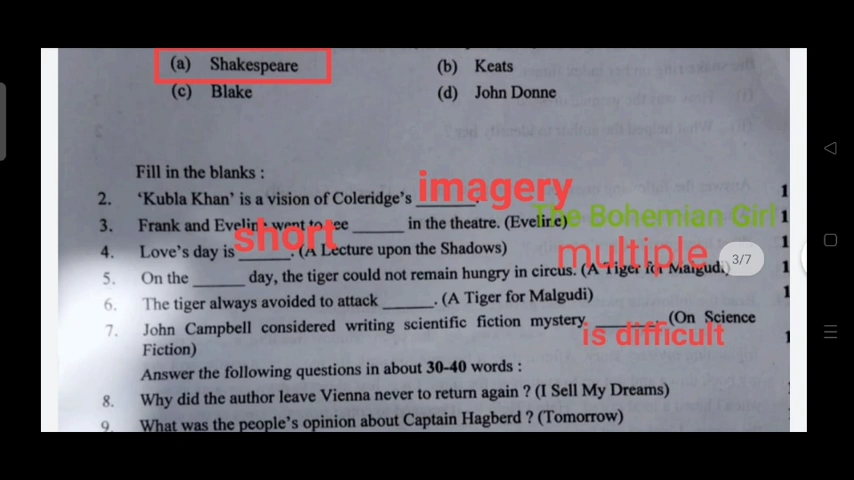 (a) Shakespeare (b) Keats
(c) Blake (d) John Donne
Fill in the blanks :
2. 'Kubla Khan' is a vision of Coleridge's ______. imagery 1
3. Frank and Eveline went to see ______ in the theatre. (Eveline) The Bohemian Girl 1
4. Love's day is ______. (A Lecture upon the Shadows) short 1
5. On the ______ day, the tiger could not remain hungry in circus. (A Tiger for Malgudi) 1
6. The tiger always avoided to attack ______. (A Tiger for Malgudi) multiple 1
3/7
7. John Campbell considered writing scientific fiction mystery ______ (On Science
Fiction) is difficult 1
Answer the following questions in about 30-40 words :
8. Why did the author leave Vienna never to return again ? (I Sell My Dreams)
9. What was the people's opinion about Captain Hagberd ? (Tomorrow)